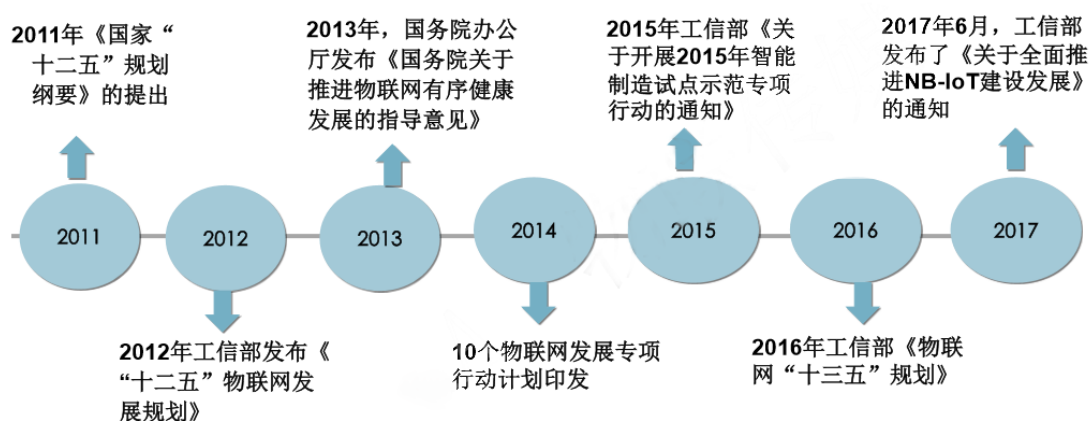 2011年《国家“
十二五”规划
纲要》的提出
2013年，国务院办公
厅发布《国务院关于
推进物联网有序健康
发展的指导意见》
2015年工信部《关
于开展2015年智能
制造试点示范专项
行动的通知》
2017年6月，工信部
发布了《关于全面推
进NB-IoT建设发展》
的通知
2011
2012
2013
2014
2015
2016
2017
2012年工信部发布《
“十二五”物联网发
展规划》
10个物联网发展专项
行动计划印发
2016年工信部《物联
网“十三五”规划》